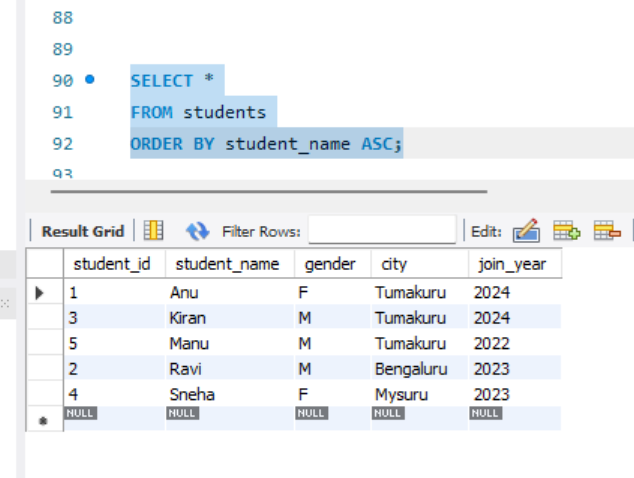 88
89
90 SELECT *
91 FROM students
92 ORDER BY student_name ASC;
93
Result Grid Filter Rows: Edit:
student_id student_name gender city join_year
1 Anu F Tumakuru 2024
3 Kiran M Tumakuru 2024
5 Manu M Tumakuru 2022
2 Ravi M Bengaluru 2023
4 Sneha F Mysuru 2023
NULL NULL NULL NULL NULL